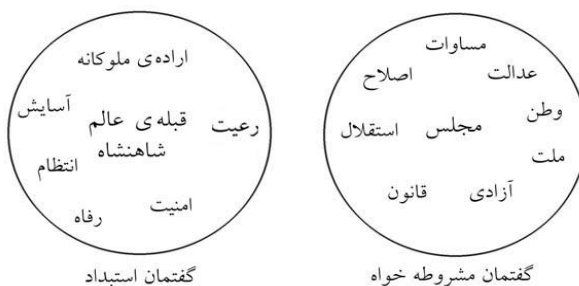 مساوات
عدالت
اصلاح
وطن
مجلس
استقلال
ملت
آزادی
قانون
گفتمان مشروطه خواه
اراده‌ی ملوکانه
آسایش
قبله‌ی عالم
شاهنشاه
رعیت
انتظام
امنیت
رفاه
گفتمان استبداد